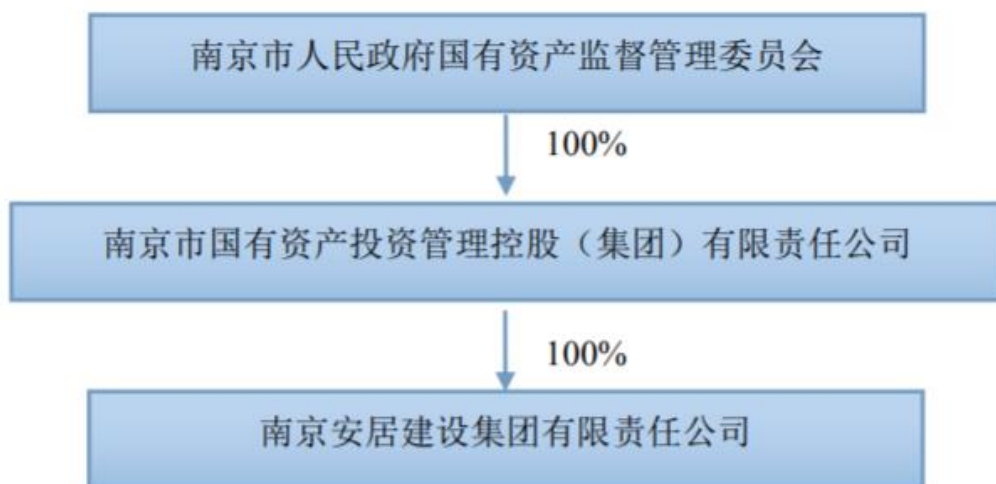 南京市人民政府国有资产监督管理委员会
100%
南京市国有资产投资管理控股（集团）有限责任公司
100%
南京安居建设集团有限责任公司